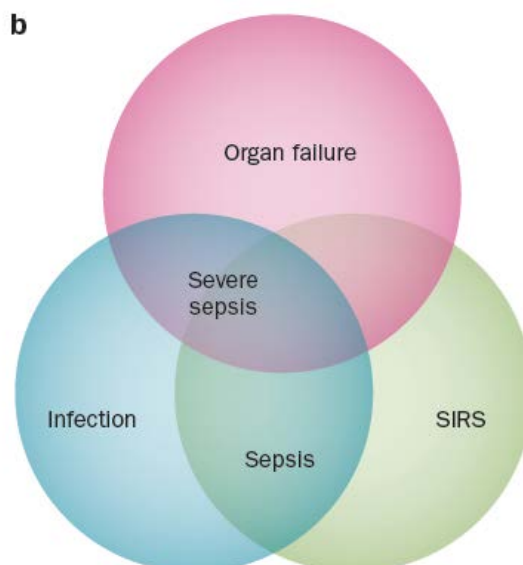 b
Organ failure
Severe
sepsis
Infection
SIRS
Sepsis